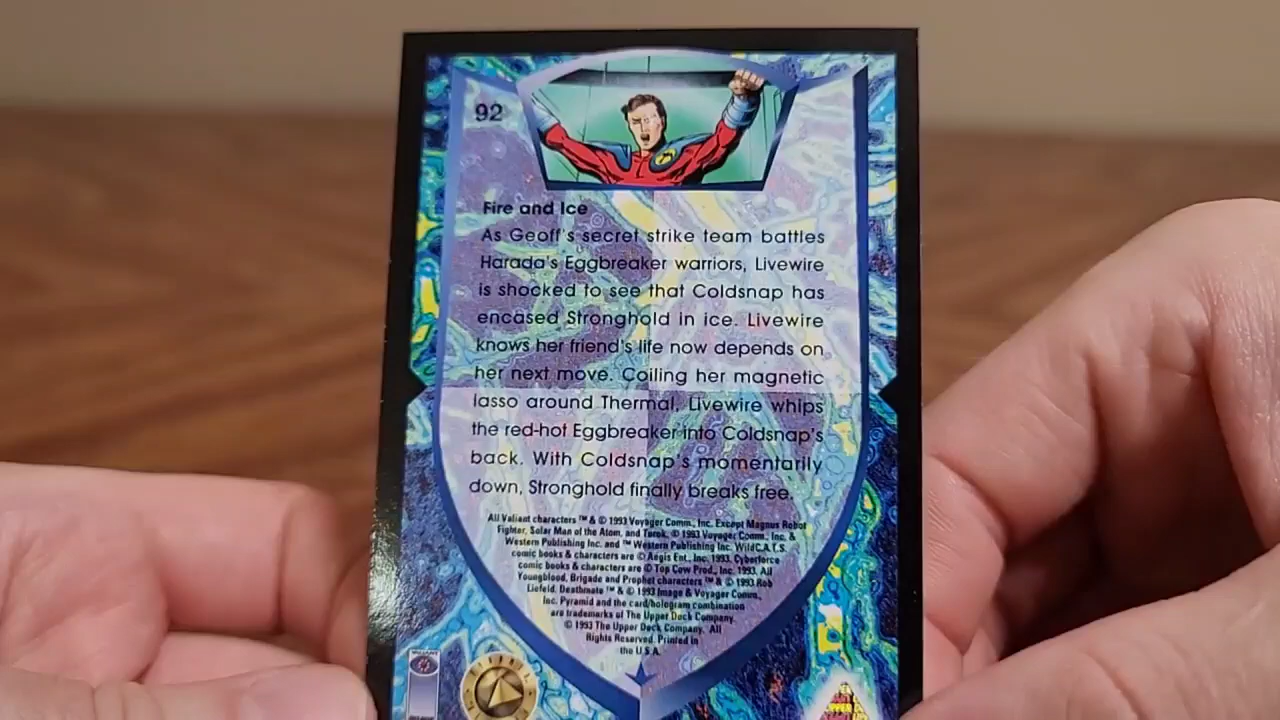 92
Fire and Ice
As Geoff's secret strike team battles
Harada's Eggbreaker warriors, Livewire
is shocked to see that Coldsnap has
encased Stronghold in ice. Livewire
knows her friend's life now depends on
her next move. Coiling her magnetic
lasso around Thermal, Livewire whips
the red-hot Eggbreaker into Coldsnap's
back. With Coldsnap's momentarily
down, Stronghold finally breaks free.
All Valiant characters ™ & © 1993 Voyager Comm., Inc. Except Magnus Robot
Fighter, Solar Man of the Atom, and Turok, © 1993 Voyager Comm., Inc. &
Western Publishing Inc. and ™ Western Publishing Inc. WildC.A.T.S.
comic books & characters are © Aegis Ent., Inc. 1993. Cyberforce
comic books & characters are © Top Cow Prod., Inc. 1993. All
Youngblood, Brigade and Prophet characters ™ & © 1993 Rob
Liefeld. Deathmate ™ & © 1993 Image & Voyager Comm.,
Inc. Pyramid and the card/hologram combination
are trademarks of The Upper Deck Company.
© 1993 The Upper Deck Company. All
Rights Reserved. Printed in
the U.S.A.
VALIANT